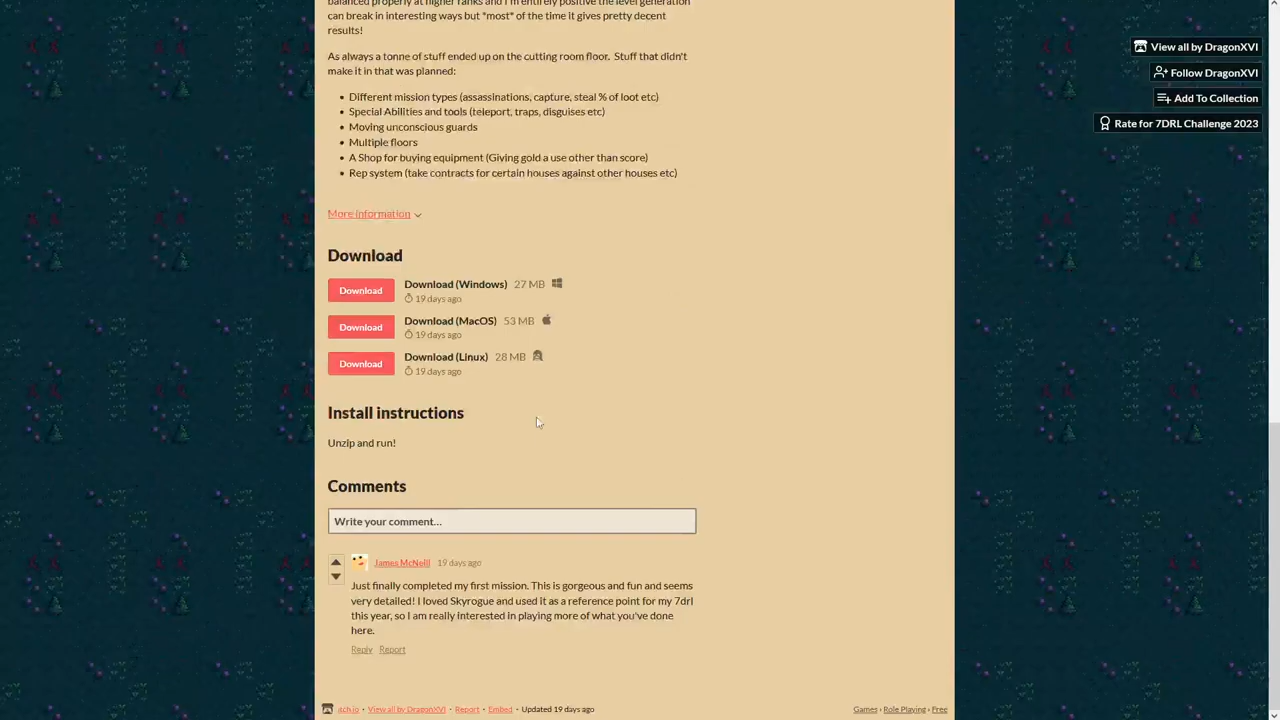 balanced properly at higher ranks and I'm entirely positive the level generation
can break in interesting ways but *most* of the time it gives pretty decent
results!
As always a tonne of stuff ended up on the cutting room floor. Stuff that didn't
make it in that was planned:
• Different mission types (assassinations, capture, steal % of loot etc)
• Special Abilities and tools (teleport, traps, disguises etc)
• Moving unconscious guards
• Multiple floors
• A Shop for buying equipment (Giving gold a use other than score)
• Rep system (take contracts for certain houses against other houses etc)
More information
Download
Download Download (Windows) 27 MB
19 days ago
Download Download (MacOS) 53 MB
19 days ago
Download Download (Linux) 28 MB
19 days ago
Install instructions
Unzip and run!
Comments
Write your comment...
James McNeill 19 days ago
Just finally completed my first mission. This is gorgeous and fun and seems
very detailed! I loved Skyrogue and used it as a reference point for my 7drl
this year, so I am really interested in playing more of what you've done
here.
Reply Report
itch.io · View all by DragonXVI · Report · Embed · Updated 19 days ago
Games › Role Playing › Free
View all by DragonXVI
Follow DragonXVI
Add To Collection
Rate for 7DRL Challenge 2023